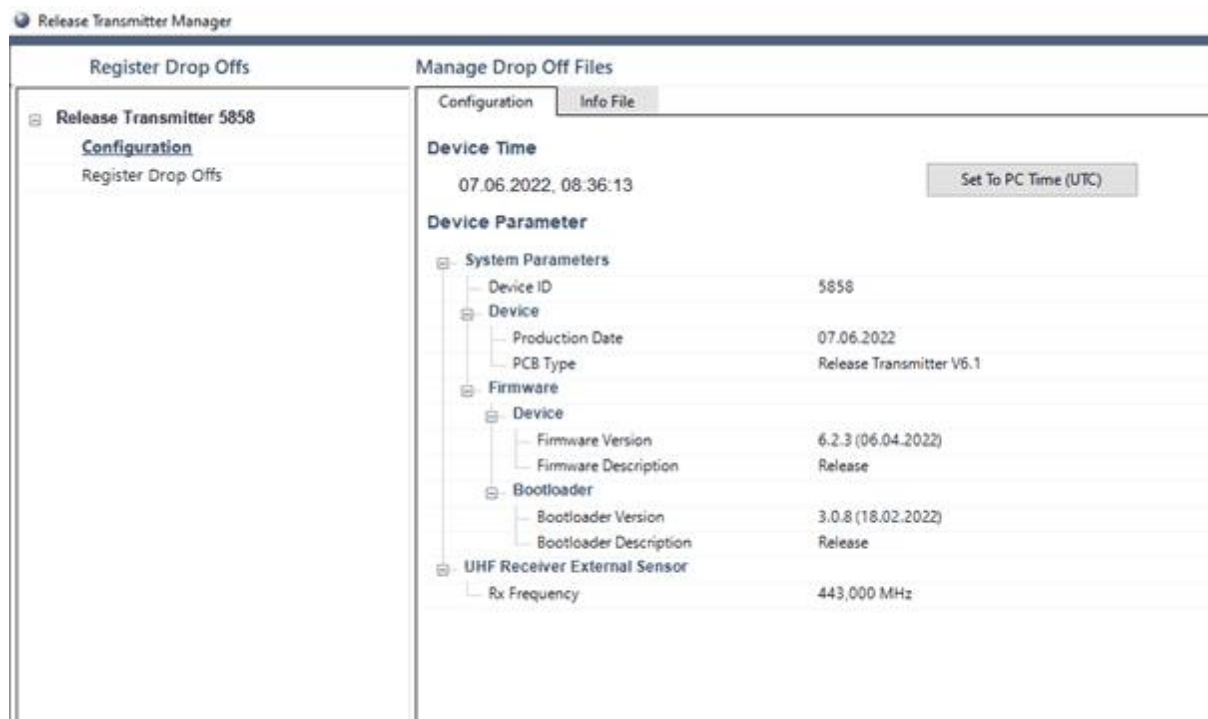 Release Transmitter Manager
Register Drop Offs
Manage Drop Off Files
Release Transmitter 5858
Configuration
Register Drop Offs
Configuration Info File
Device Time
07.06.2022, 08:36:13 Set To PC Time (UTC)
Device Parameter
System Parameters
Device ID 5858
Device
Production Date 07.06.2022
PCB Type Release Transmitter V6.1
Firmware
Device
Firmware Version 6.2.3 (06.04.2022)
Firmware Description Release
Bootloader
Bootloader Version 3.0.8 (18.02.2022)
Bootloader Description Release
UHF Receiver External Sensor
Rx Frequency 443,000 MHz